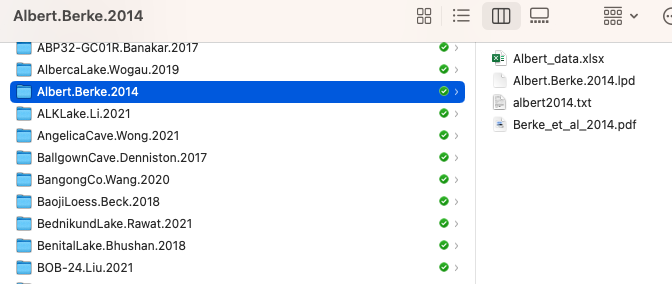 Albert.Berke.2014
ABP32-GC01R.Banakar.2017
AlbercaLake.Wogau.2019
Albert.Berke.2014
ALKLake.Li.2021
AngelicaCave.Wong.2021
BallgownCave.Denniston.2017
BangongCo.Wang.2020
BaojiLoess.Beck.2018
BednikundLake.Rawat.2021
BenitalLake.Bhushan.2018
BOB-24.Liu.2021
Albert_data.xlsx
Albert.Berke.2014.lpd
albert2014.txt
Berke_et_al_2014.pdf